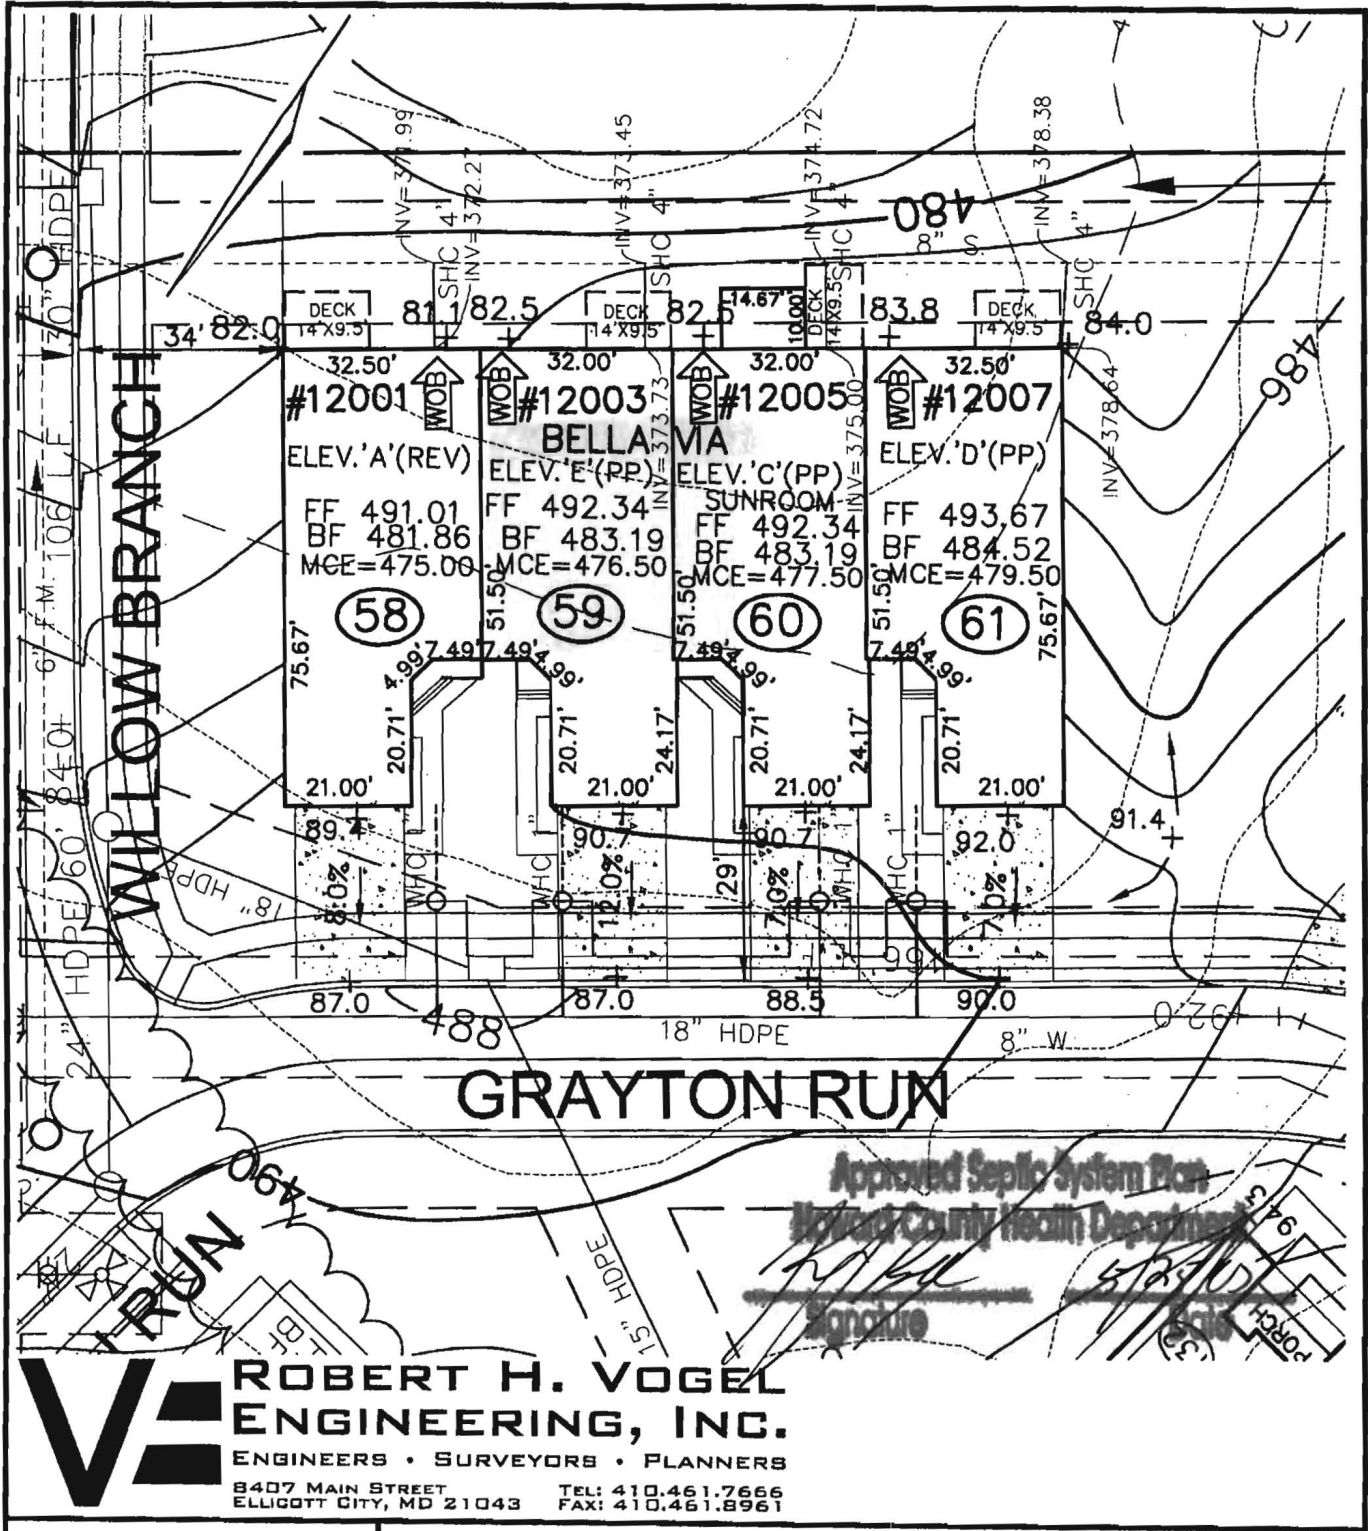 INV=371.99
INV=372.27
INV=373.45
INV=374.72
INV=378.38
SHC 4"
SHC 4"
SHC 4"
SHC 4"
480
8" S
486
30" HDPE
34'
82.0
81.1
82.5
82.5
83.8
84.0
DECK
14'X9.5'
DECK
14'X9.5'
14.67'
10.00'
DECK
14'X9.5'
DECK
14'X9.5'
32.50'
32.00'
32.00'
32.50'
WOB
WOB
WOB
WOB
#12001
#12003
#12005
#12007
BELLA VIA
ELEV.'A'(REV)
ELEV.'E'(PP)
ELEV.'C'(PP)
SUNROOM
ELEV.'D'(PP)
INV=373.73
INV=375.00
INV=378.64
FF 491.01
BF 481.86
MCE=475.00
FF 492.34
BF 483.19
MCE=476.50
FF 492.34
BF 483.19
MCE=477.50
FF 493.67
BF 484.52
MCE=479.50
58
59
60
61
75.67'
51.50'
51.50'
51.50'
75.67'
7.49'
7.49'
7.49'
7.49'
4.99'
4.99'
4.99'
4.99'
20.71'
20.71'
24.17'
20.71'
24.17'
20.71'
21.00'
21.00'
21.00'
21.00'
WILLOW BRANCH
6" F.M.
106 LF
89.4
90.7
90.7
92.0
91.4
WHC 1"
WHC 1"
WHC 1"
WHC 1"
8.0%
12.0%
29'
7.0%
7.0%
18" HDPE
24" HDPE
87.0
87.0
88.5
90.0
488
18" HDPE
8" W
GRAYTON RUN
490
RUN
15" HDPE
Approved Septic System Plan
Howard County Health Department
Signature
Date
PORCH
ROBERT H. VOGEL
ENGINEERING, INC.
ENGINEERS • SURVEYORS • PLANNERS
8407 MAIN STREET TEL: 410.461.7666
ELLICOTT CITY, MD 21043 FAX: 410.461.8961